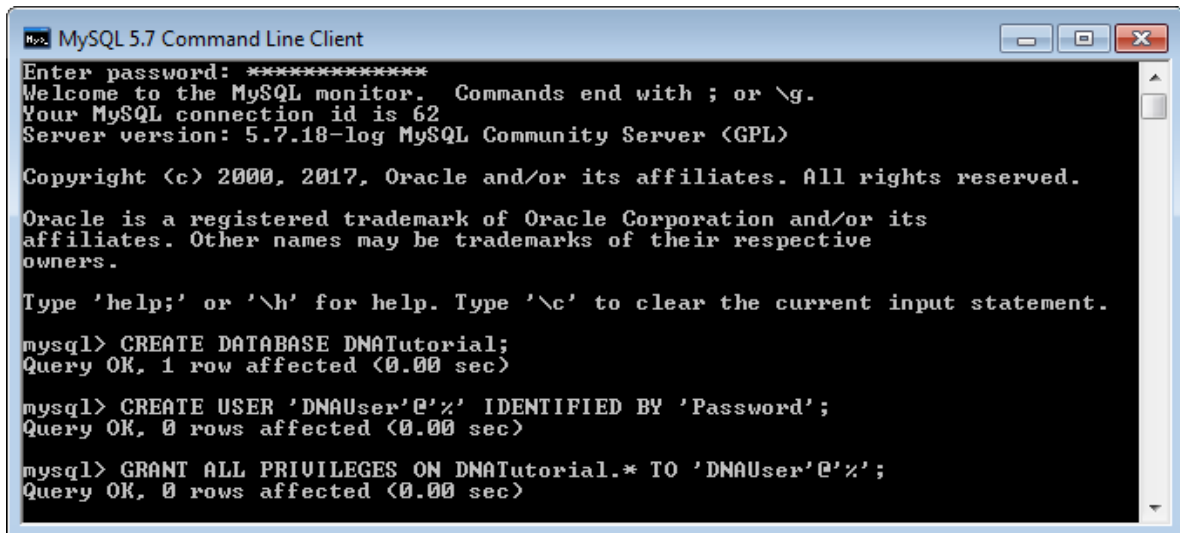 MySQL 5.7 Command Line Client
Enter password: *************
Welcome to the MySQL monitor.  Commands end with ; or \g.
Your MySQL connection id is 62
Server version: 5.7.18-log MySQL Community Server (GPL)
Copyright (c) 2000, 2017, Oracle and/or its affiliates. All rights reserved.
Oracle is a registered trademark of Oracle Corporation and/or its
affiliates. Other names may be trademarks of their respective
owners.
Type 'help;' or '\h' for help. Type '\c' to clear the current input statement.
mysql> CREATE DATABASE DNATutorial;
Query OK, 1 row affected (0.00 sec)
mysql> CREATE USER 'DNAUser'@'%' IDENTIFIED BY 'Password';
Query OK, 0 rows affected (0.00 sec)
mysql> GRANT ALL PRIVILEGES ON DNATutorial.* TO 'DNAUser'@'%';
Query OK, 0 rows affected (0.00 sec)